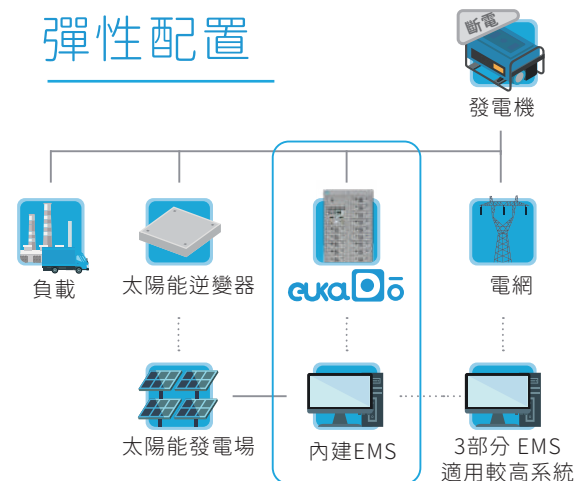 彈性配置
斷電
發電機
負載
太陽能逆變器
eukaDō
電網
太陽能發電場
內建EMS
3部分 EMS
適用較高系統